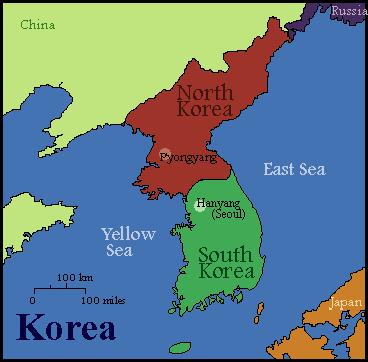 Russia
China
North
Korea
Pyongyang
East Sea
Hanyang
(Seoul)
Yellow
Sea
South
Korea
100 km
0
100 miles
Japan
Korea